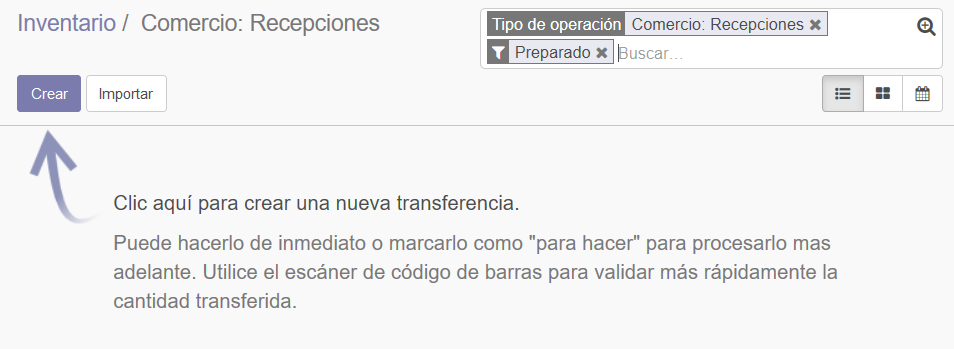 Inventario / Comercio: Recepciones
Tipo de operación Comercio: Recepciones ✖
Preparado ✖ Buscar...
Crear Importar
Clic aquí para crear una nueva transferencia.
Puede hacerlo de inmediato o marcarlo como "para hacer" para procesarlo mas
adelante. Utilice el escáner de código de barras para validar más rápidamente la
cantidad transferida.